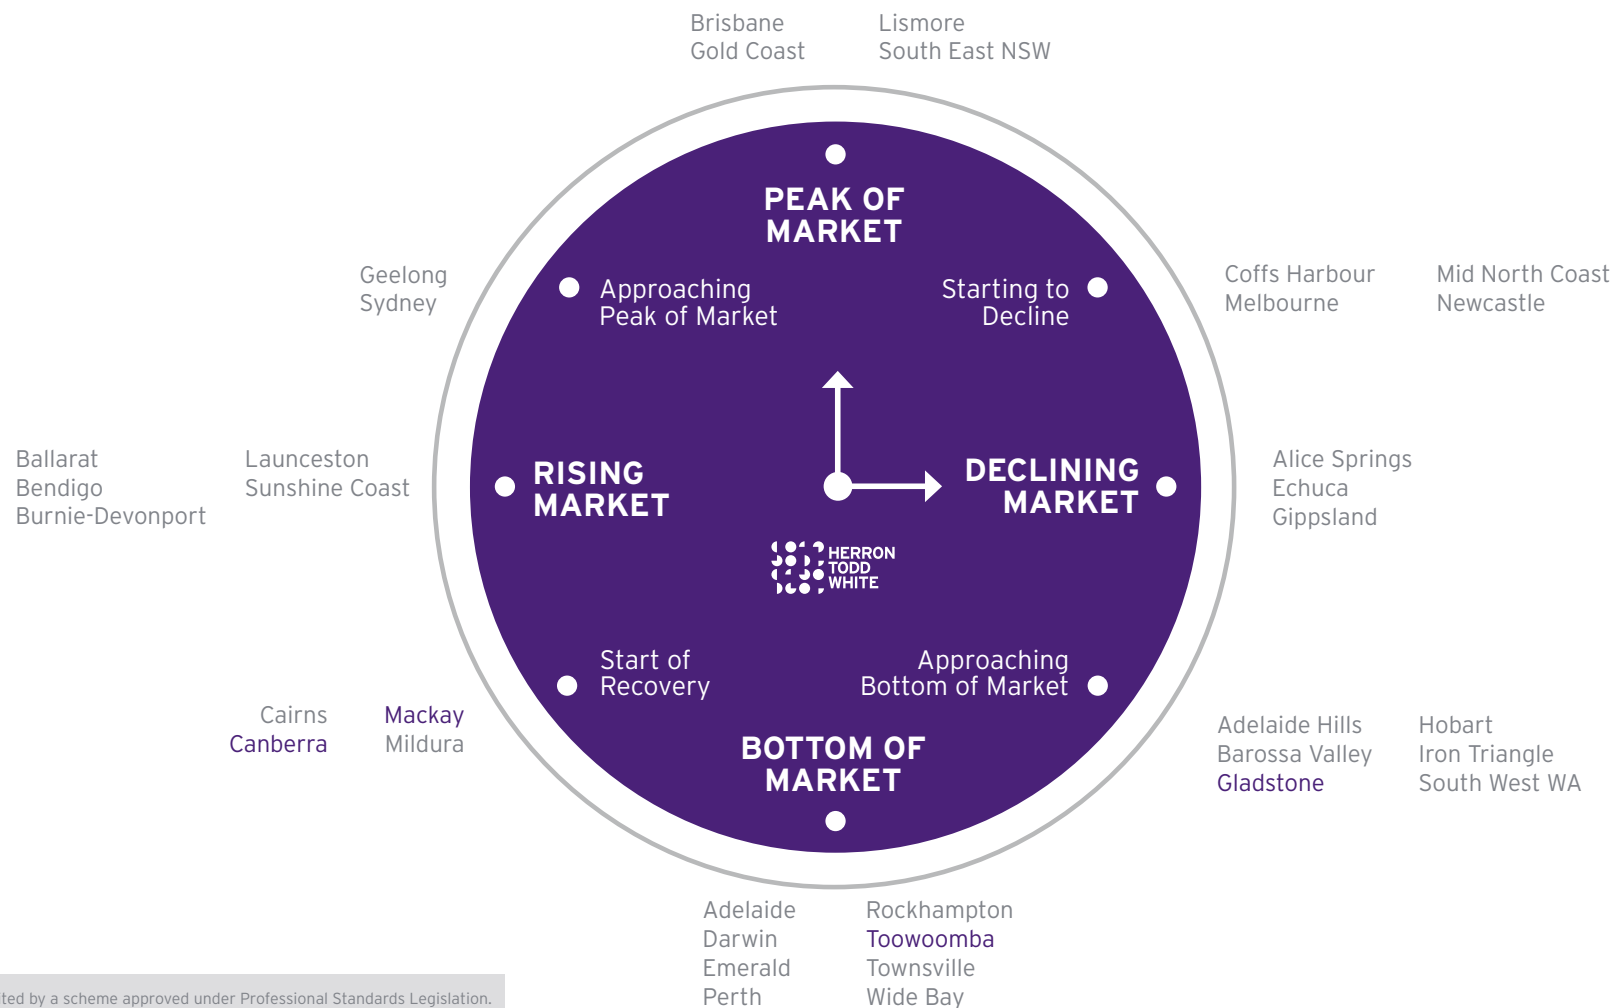 Brisbane
Gold Coast
Lismore
South East NSW
PEAK OF
MARKET
Geelong
Sydney
Approaching
Peak of Market
Starting to
Decline
Coffs Harbour
Melbourne
Mid North Coast
Newcastle
Ballarat
Bendigo
Burnie-Devonport
Launceston
Sunshine Coast
RISING
MARKET
DECLINING
MARKET
Alice Springs
Echuca
Gippsland
HERRON
TODD
WHITE
Start of
Recovery
Approaching
Bottom of Market
Cairns
Canberra
Mackay
Mildura
BOTTOM OF
MARKET
Adelaide Hills
Barossa Valley
Gladstone
Hobart
Iron Triangle
South West WA
Adelaide
Darwin
Emerald
Perth
Rockhampton
Toowoomba
Townsville
Wide Bay
by a scheme approved under Professional Standards Legislation.